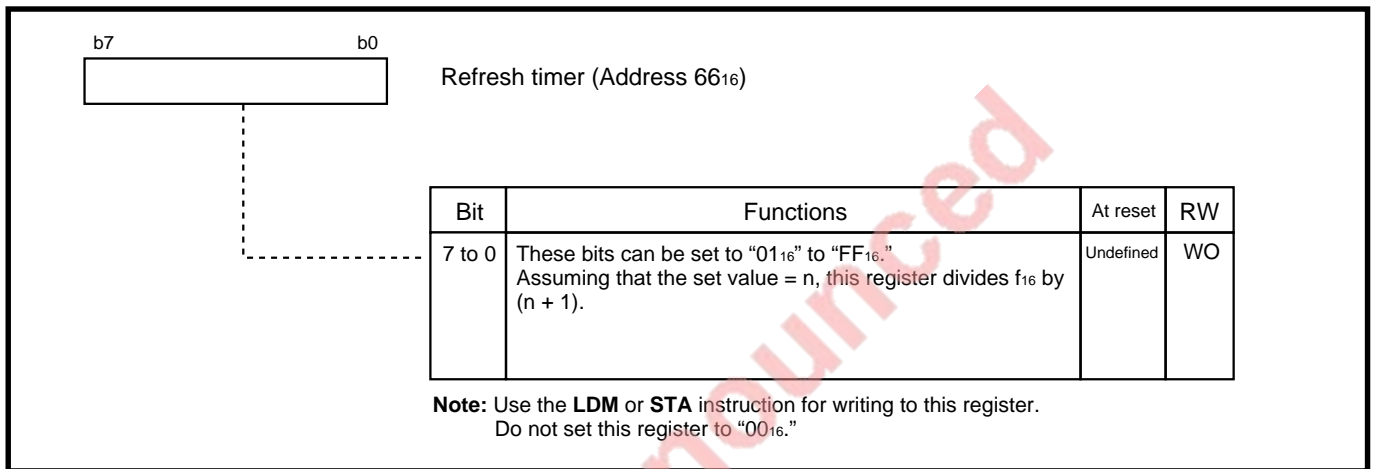 b7 b0
Refresh timer (Address 6616)
Bit Functions At reset RW
7 to 0 These bits can be set to “0116” to “FF16.” Undefined WO
Assuming that the set value = n, this register divides f16 by
(n + 1).
Note: Use the LDM or STA instruction for writing to this register.
Do not set this register to “0016.”
nounced